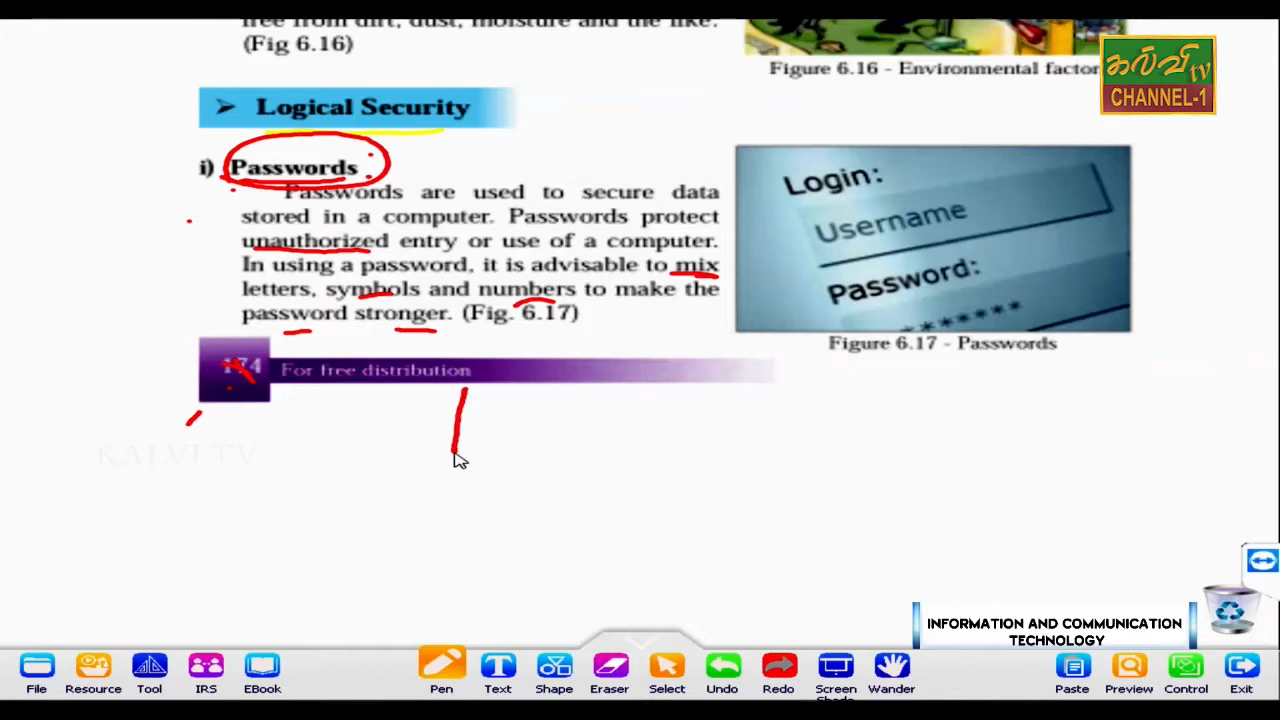 free from dirt, dust, moisture and the like.
(Fig 6.16)
Figure 6.16 - Environmental factor
கல்வி tv
CHANNEL-1
➤ Logical Security
i) Passwords
Passwords are used to secure data
stored in a computer. Passwords protect
unauthorized entry or use of a computer.
In using a password, it is advisable to mix
letters, symbols and numbers to make the
password stronger. (Fig. 6.17)
Login:
Username
Password:
*******
Figure 6.17 - Passwords
174 For free distribution
KALVI TV
INFORMATION AND COMMUNICATION
TECHNOLOGY
File Resource Tool IRS EBook Pen Text Shape Eraser Select Undo Redo Screen Wander Paste Preview Control Exit